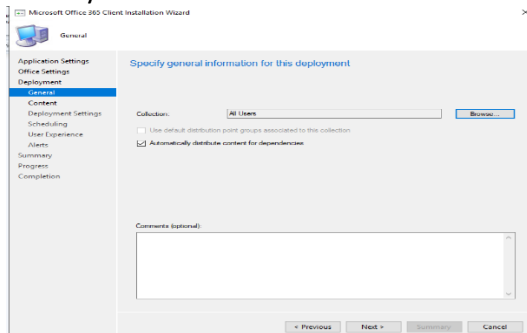 Microsoft Office 365 Client Installation Wizard
General
Application Settings
Office Settings
Deployment
General
Content
Deployment Settings
Scheduling
User Experience
Alerts
Summary
Progress
Completion
Specify general information for this deployment
Collection: All Users Browse...
Use default distribution point groups associated to this collection
Automatically distribute content for dependencies
Comments (optional):
< Previous Next > Summary Cancel